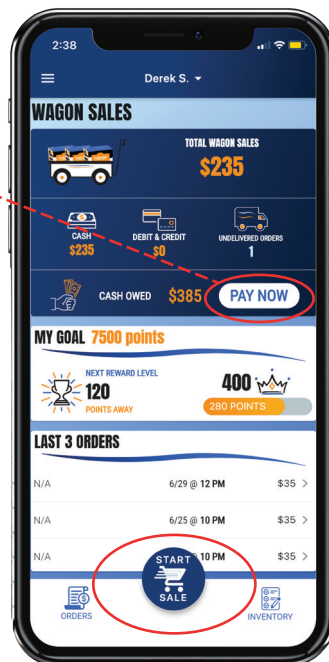 2:38
Derek S.
WAGON SALES
TOTAL WAGON SALES
$235
CASH
$235
DEBIT & CREDIT
$0
UNDELIVERED ORDERS
1
CASH OWED $385 PAY NOW
MY GOAL 7500 points
NEXT REWARD LEVEL
120
POINTS AWAY
400
280 POINTS
LAST 3 ORDERS
N/A 6/29 @ 12 PM $35 >
N/A 6/25 @ 10 PM $35 >
N/A 10 PM $35 >
START
SALE
ORDERS
INVENTORY